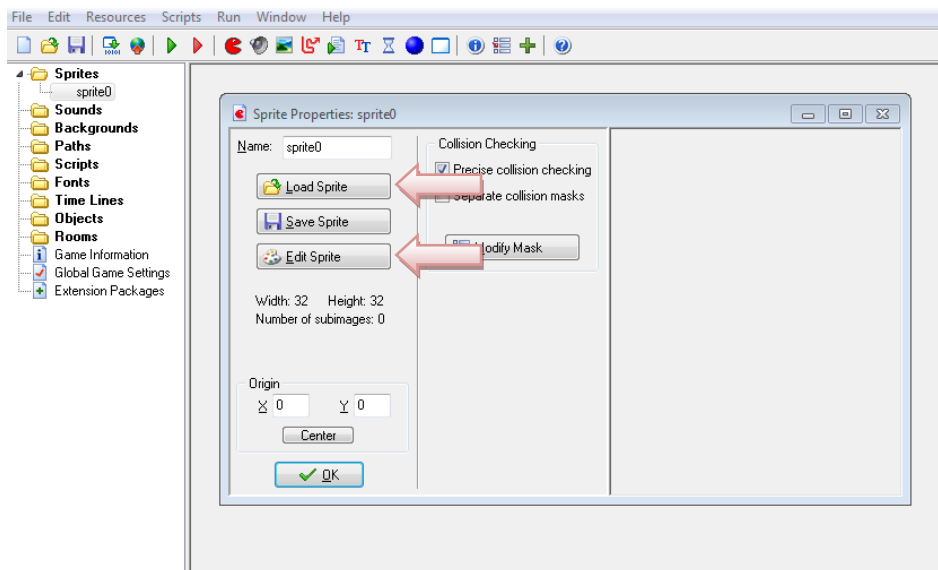 File Edit Resources Scripts Run Window Help
Sprites
sprite0
Sounds
Backgrounds
Paths
Scripts
Fonts
Time Lines
Objects
Rooms
Game Information
Global Game Settings
Extension Packages
Sprite Properties: sprite0
Name: sprite0
Load Sprite
Save Sprite
Edit Sprite
Width: 32 Height: 32
Number of subimages: 0
Origin
X 0 Y 0
Center
OK
Collision Checking
Precise collision checking
Separate collision masks
Modify Mask